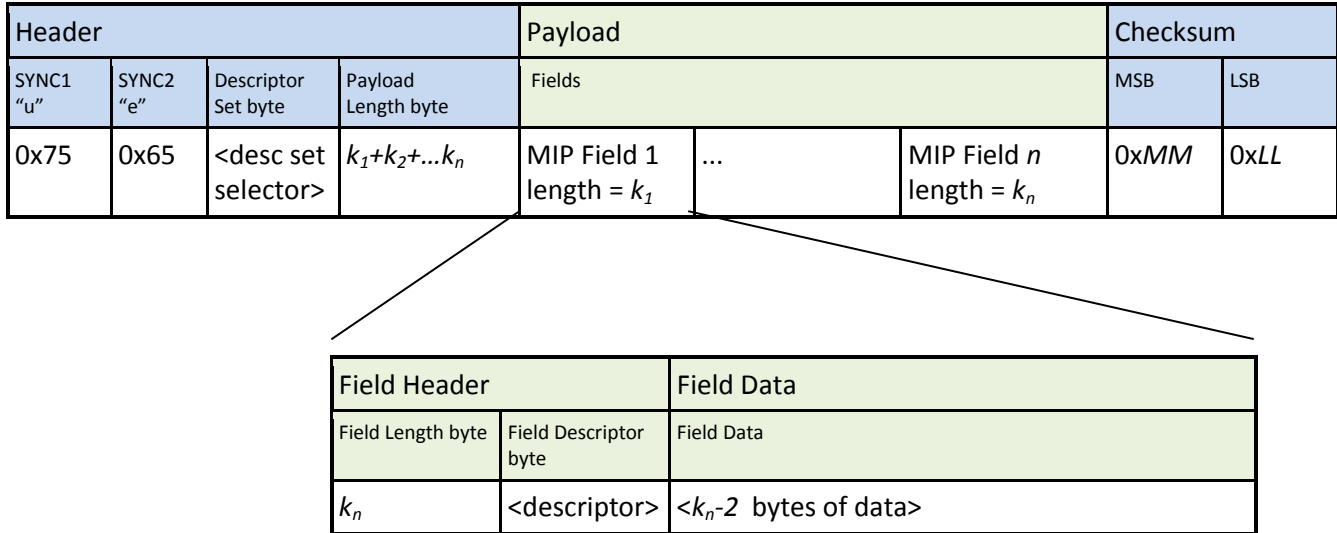 Header Payload Checksum
SYNC1 “u” SYNC2 “e” Descriptor Set byte Payload Length byte Fields MSB LSB
0x75 0x65 <desc set selector> k₁+k₂+…kₙ MIP Field 1 length = k₁ ... MIP Field n length = kₙ 0xMM 0xLL
Field Header Field Data
Field Length byte Field Descriptor byte Field Data
kₙ <descriptor> <kₙ-2 bytes of data>